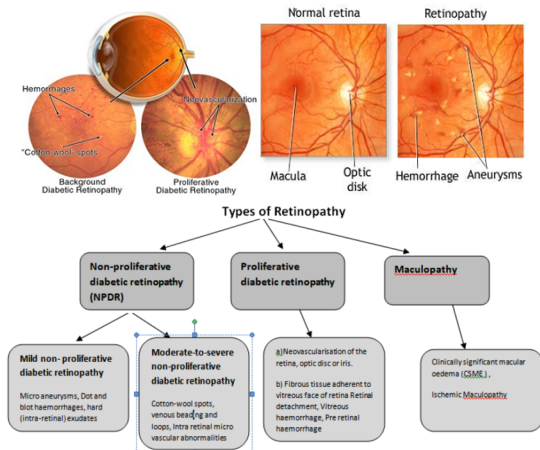 Hemorrhages
Neovascularization
"Cotton-wool" spots
Background
Diabetic Retinopathy
Proliferative
Diabetic Retinopathy
Normal retina
Retinopathy
Macula
Optic
disk
Hemorrhage
Aneurysms
Types of Retinopathy
Non-proliferative
diabetic retinopathy
(NPDR)
Proliferative
diabetic retinopathy
Maculopathy
Mild non- proliferative
diabetic retinopathy
Micro aneurysms, Dot and
blot haemorrhages, hard
(intra-retinal) exudates
Moderate-to-severe
non-proliferative
diabetic retinopathy
Cotton-wool spots,
venous beading and
loops, Intra retinal micro
vascular abnormalities
a)Neovascularisation of the
retina, optic disc or iris.
b) Fibrous tissue adherent to
vitreous face of retina Retinal
detachment, Vitreous
haemorrhage, Pre retinal
haemorrhage
Clinically significant macular
oedema (CSME.) ,
Ischemic Maculopathy